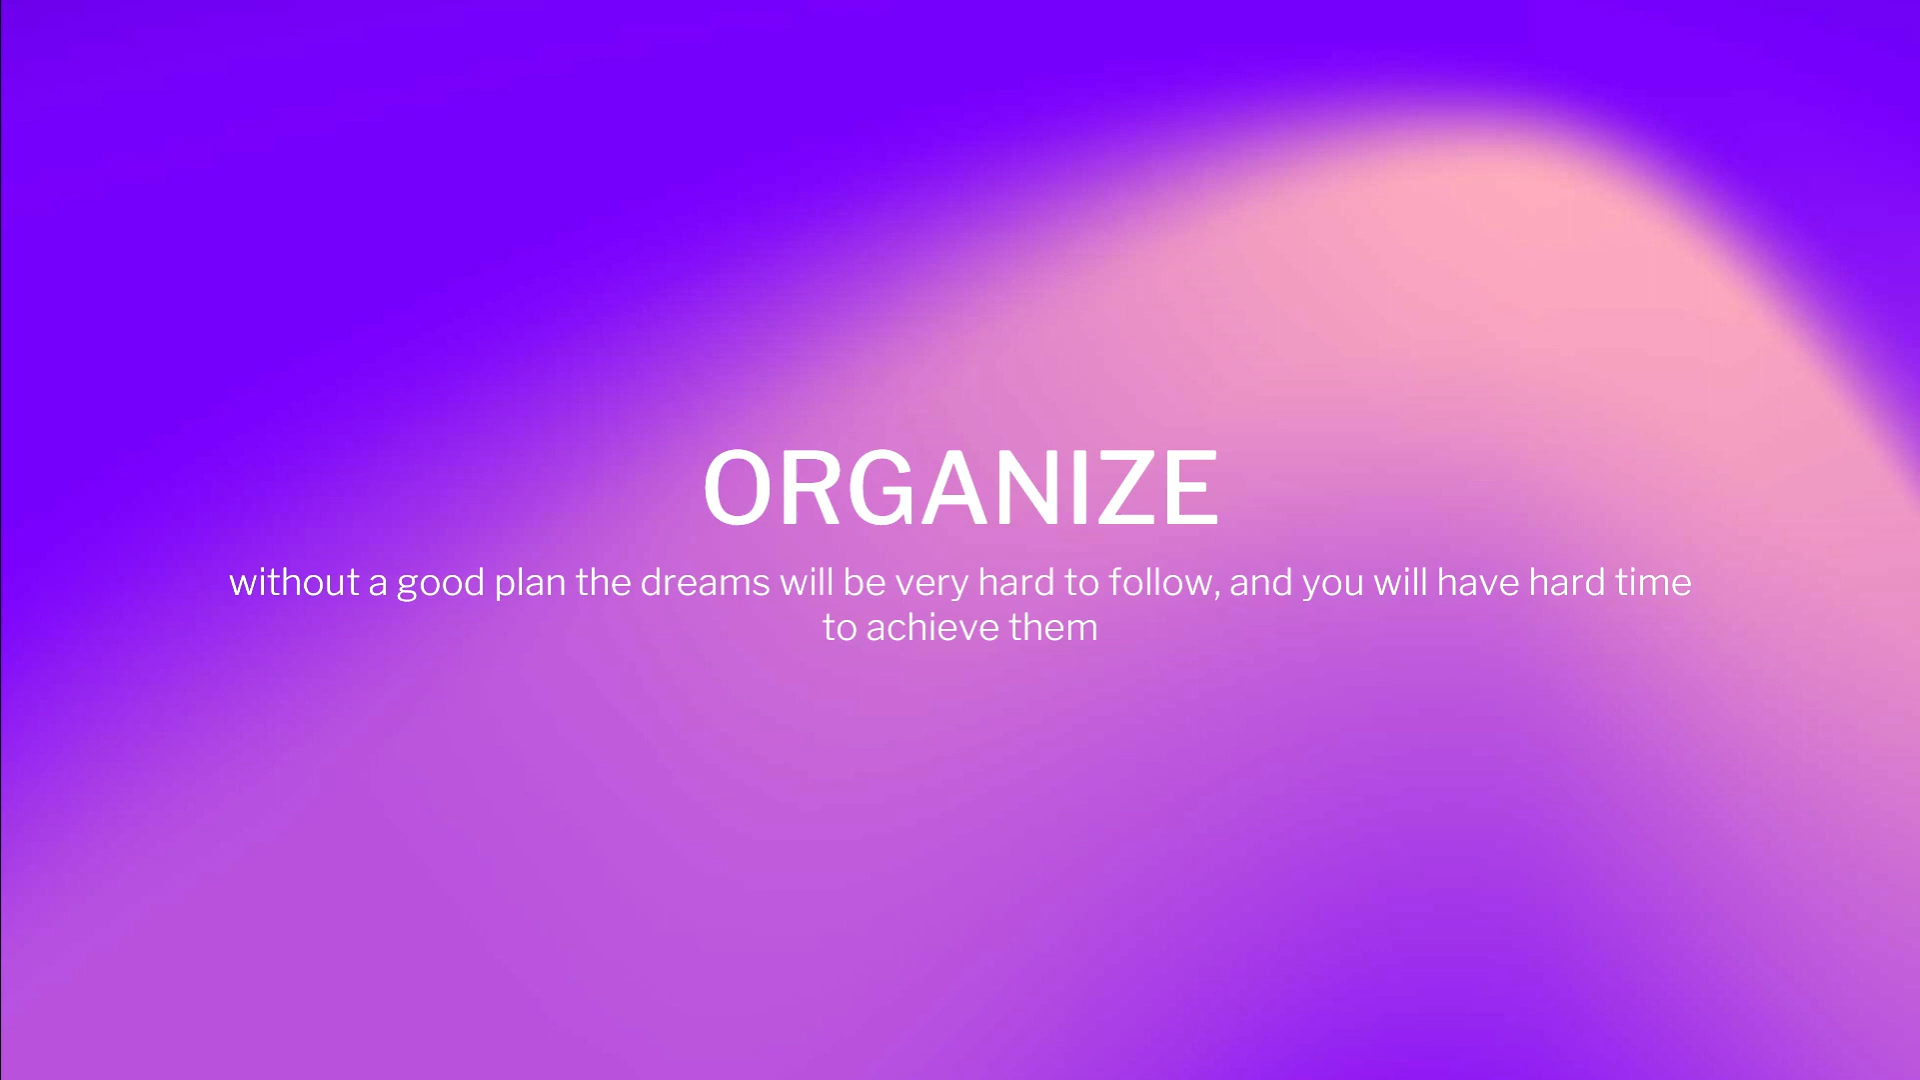 ORGANIZE
without a good plan the dreams will be very hard to follow, and you will have hard time
to achieve them